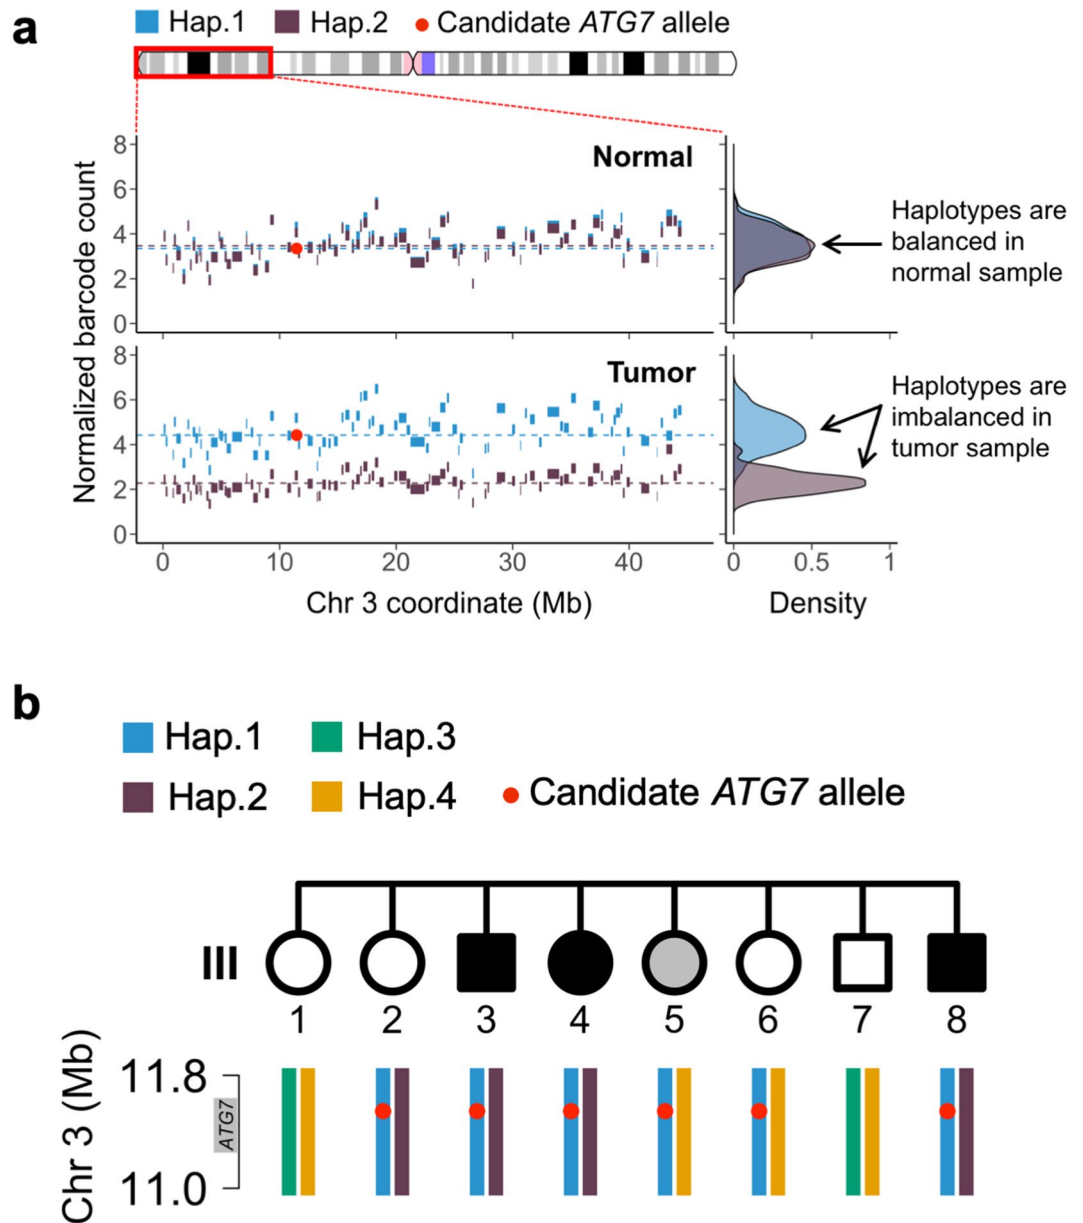 a
Hap.1 Hap.2 Candidate ATG7 allele
Normalized barcode count
8
6
4
2
0
Normal
Haplotypes are
balanced in
normal sample
8
6
4
2
0
Tumor
Haplotypes are
imbalanced in
tumor sample
0 10 20 30 40
Chr 3 coordinate (Mb)
0 0.5 1
Density
b
Hap.1 Hap.3
Hap.2 Hap.4 Candidate ATG7 allele
III
1 2 3 4 5 6 7 8
Chr 3 (Mb)
11.8
ATG7
11.0